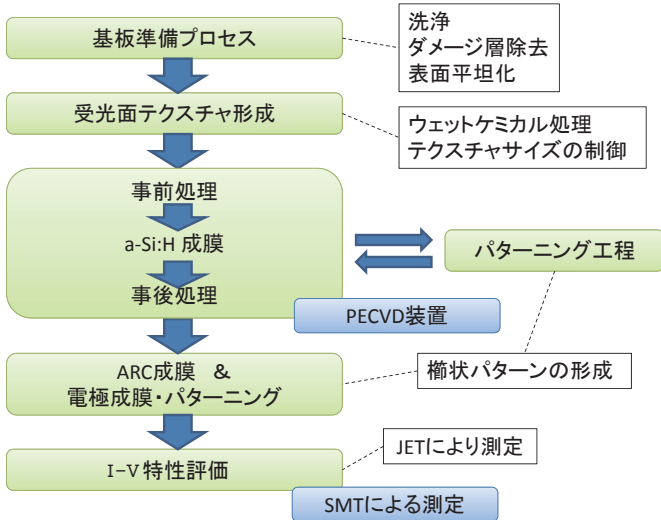 基板準備プロセス
洗浄
ダメージ層除去
表面平坦化
受光面テクスチャ形成
ウェットケミカル処理
テクスチャサイズの制御
事前処理
a-Si:H 成膜
事後処理
パターニング工程
PECVD装置
ARC成膜 &
電極成膜・パターニング
櫛状パターンの形成
I-V 特性評価
JETにより測定
SMTによる測定